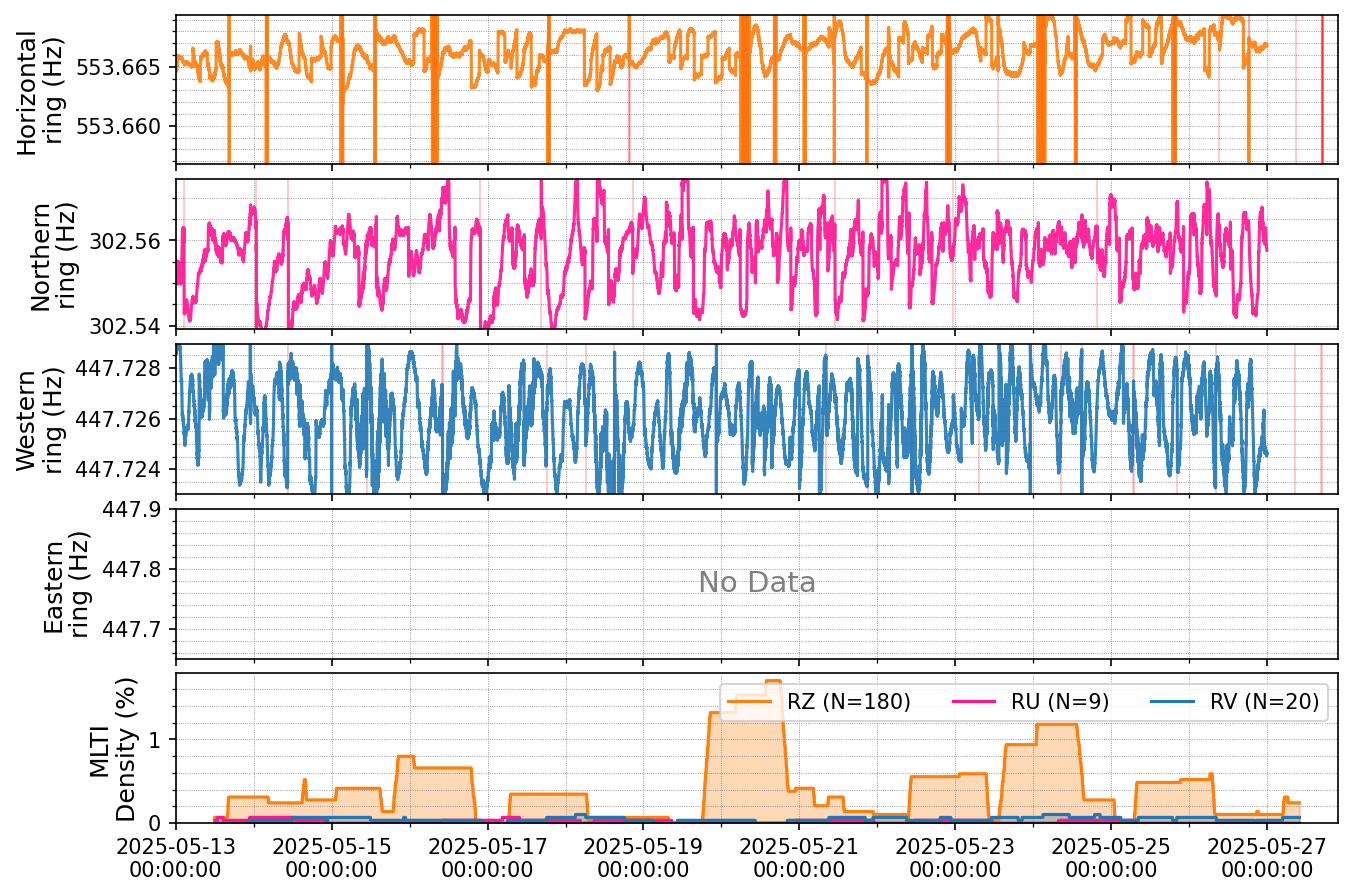 Horizontal
ring (Hz)
553.665
553.660
Northern
ring (Hz)
302.56
302.54
Western
ring (Hz)
447.728
447.726
447.724
Eastern
ring (Hz)
447.9
447.8
447.7
No Data
MLTI
Density (%)
1
0
RZ (N=180)
RU (N=9)
RV (N=20)
2025-05-13
00:00:00
2025-05-15
00:00:00
2025-05-17
00:00:00
2025-05-19
00:00:00
2025-05-21
00:00:00
2025-05-23
00:00:00
2025-05-25
00:00:00
2025-05-27
00:00:00